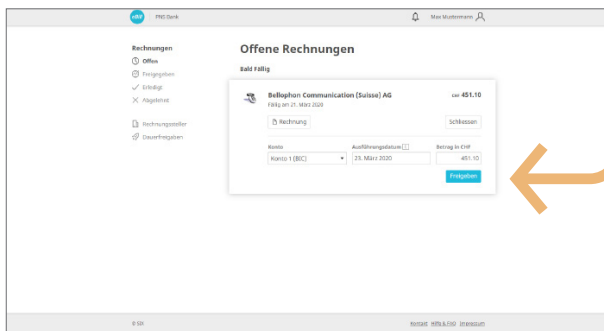 eBill PNG Bank Max Mustermann
Rechnungen
Offen
Freigegeben
Erledigt
Abgelehnt
Rechnungssteller
Dauerfreigaben
Offene Rechnungen
Bald Fällig
Bellophon Communication (Suisse) AG CHF 451.10
Fällig am 21. März 2020
Rechnung Schliessen
Konto Ausführungsdatum Betrag in CHF
Konto 1 (BIC) 23. März 2020 451.10
Freigeben
© SIX Kontakt Hilfe & FAQ Impressum